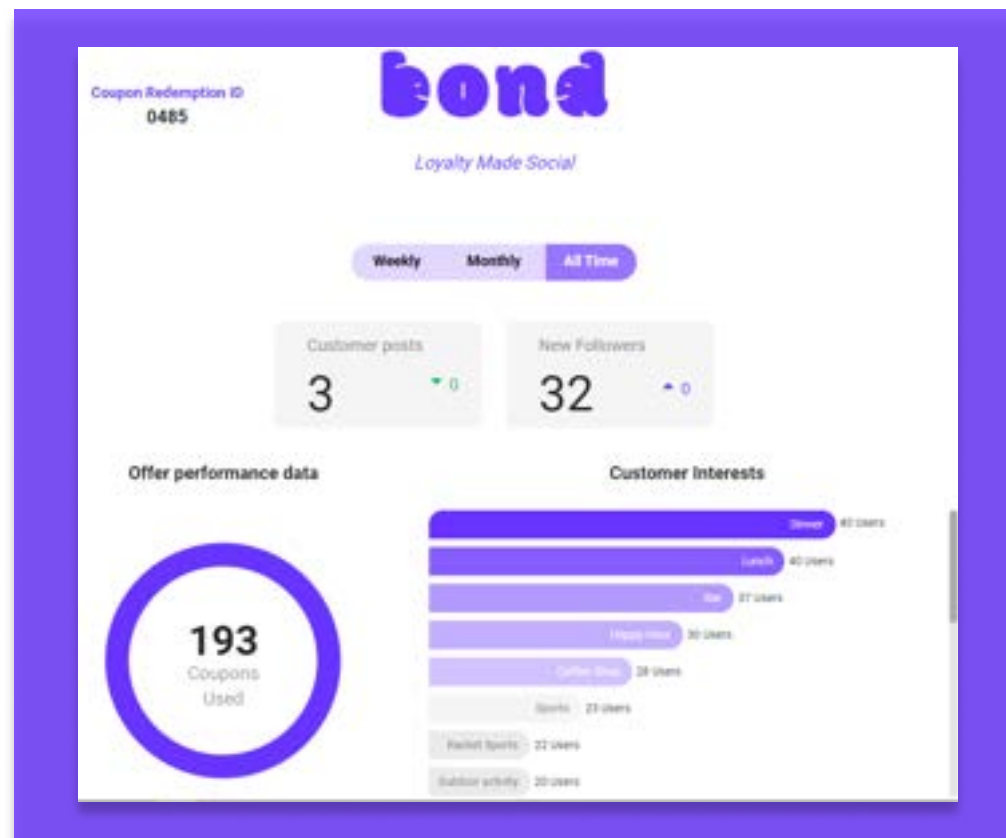 Coupon Redemption ID
0485
bond
Loyalty Made Social
Weekly Monthly All Time
Customer posts
3 0
New Followers
32 0
Offer performance data
193
Coupons
Used
Customer Interests
Dinner Users
Lunch 40 Users
Bar 37 Users
Happy Hour 30 Users
Coffee Shop 28 Users
Sports 23 Users
Racket Sports 22 Users
Outdoor activity 20 Users